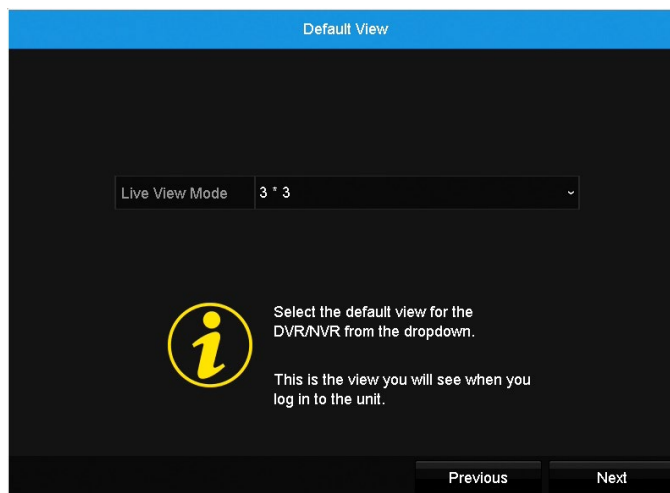 Default View
Live View Mode 3 * 3
Select the default view for the
DVR/NVR from the dropdown.
This is the view you will see when you
log in to the unit.
Previous Next